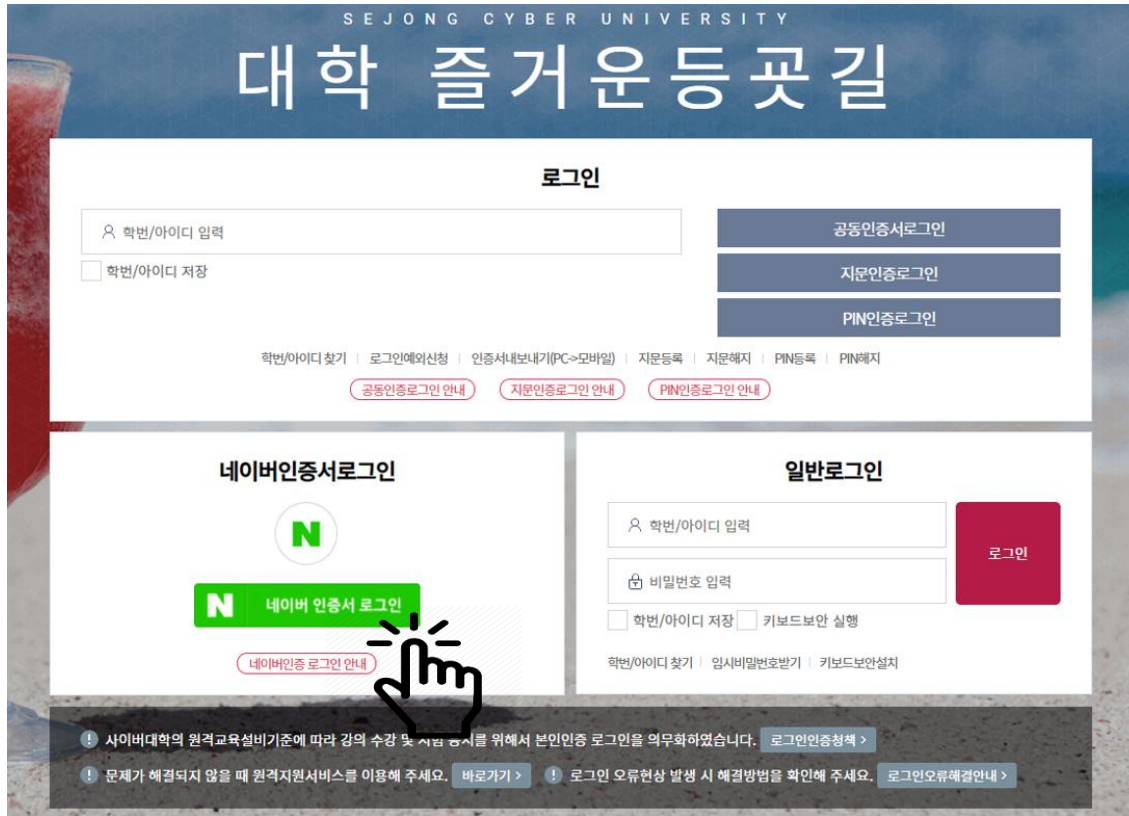 SEJONG CYBER UNIVERSITY
대학 즐거운등굣길
로그인
학번/아이디 입력
학번/아이디 저장
공동인증서로그인
지문인증로그인
PIN인증로그인
학번/아이디 찾기 | 로그인예외신청 | 인증서내보내기(PC->모바일) | 지문등록 | 지문해지 | PIN등록 | PIN해지
공동인증로그인 안내 지문인증로그인 안내 PIN인증로그인 안내
네이버인증서로그인
N
N 네이버 인증서 로그인
네이버인증 로그인 안내
일반로그인
학번/아이디 입력
비밀번호 입력
로그인
학번/아이디 저장 키보드보안 실행
학번/아이디 찾기 | 임시비밀번호받기 | 키보드보안설치
사이버대학의 원격교육설비기준에 따라 강의 수강 및 를 위해서 본인인증 로그인을 의무화하였습니다. 로그인인증정책 >
문제가 해결되지 않을 때 원격지원서비스를 이용해 주세요. 바로가기 > 로그인 오류현상 발생 시 해결방법을 확인해 주세요. 로그인오류해결안내 >